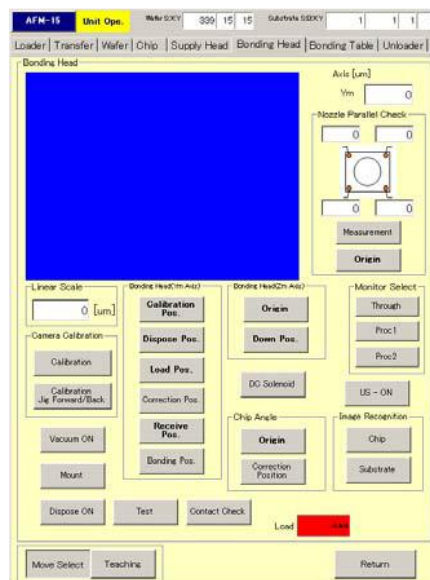 AFM-15 Unit Ope. Wafer S:X:Y 339 15 15 Substrate S:B:X:Y 1 1 1
Loader Transfer Wafer Chip Supply Head Bonding Head Bonding Table Unloader
Bonding Head
Axis [um]
Ym 0
Nozzle Parallel Check
0 0
0 0
Measurement
Origin
Linear Scale
0 [um]
Camera Calibration
Calibration
Calibration
Jig Forward/Back
Vacuum ON
Mount
Dispose ON
Bonding Head(Ym Axis)
Calibration
Pos.
Dispose Pos.
Load Pos.
Correction Pos.
Receive
Pos.
Bonding Pos.
Bonding Head(Zm Axis)
Origin
Down Pos.
DC Solenoid
Chip Angle
Origin
Correction
Position
Monitor Select
Through
Proc1
Proc2
US - ON
Image Recognition
Chip
Substrate
Test
Contact Check
Load
Move Select Teaching Return